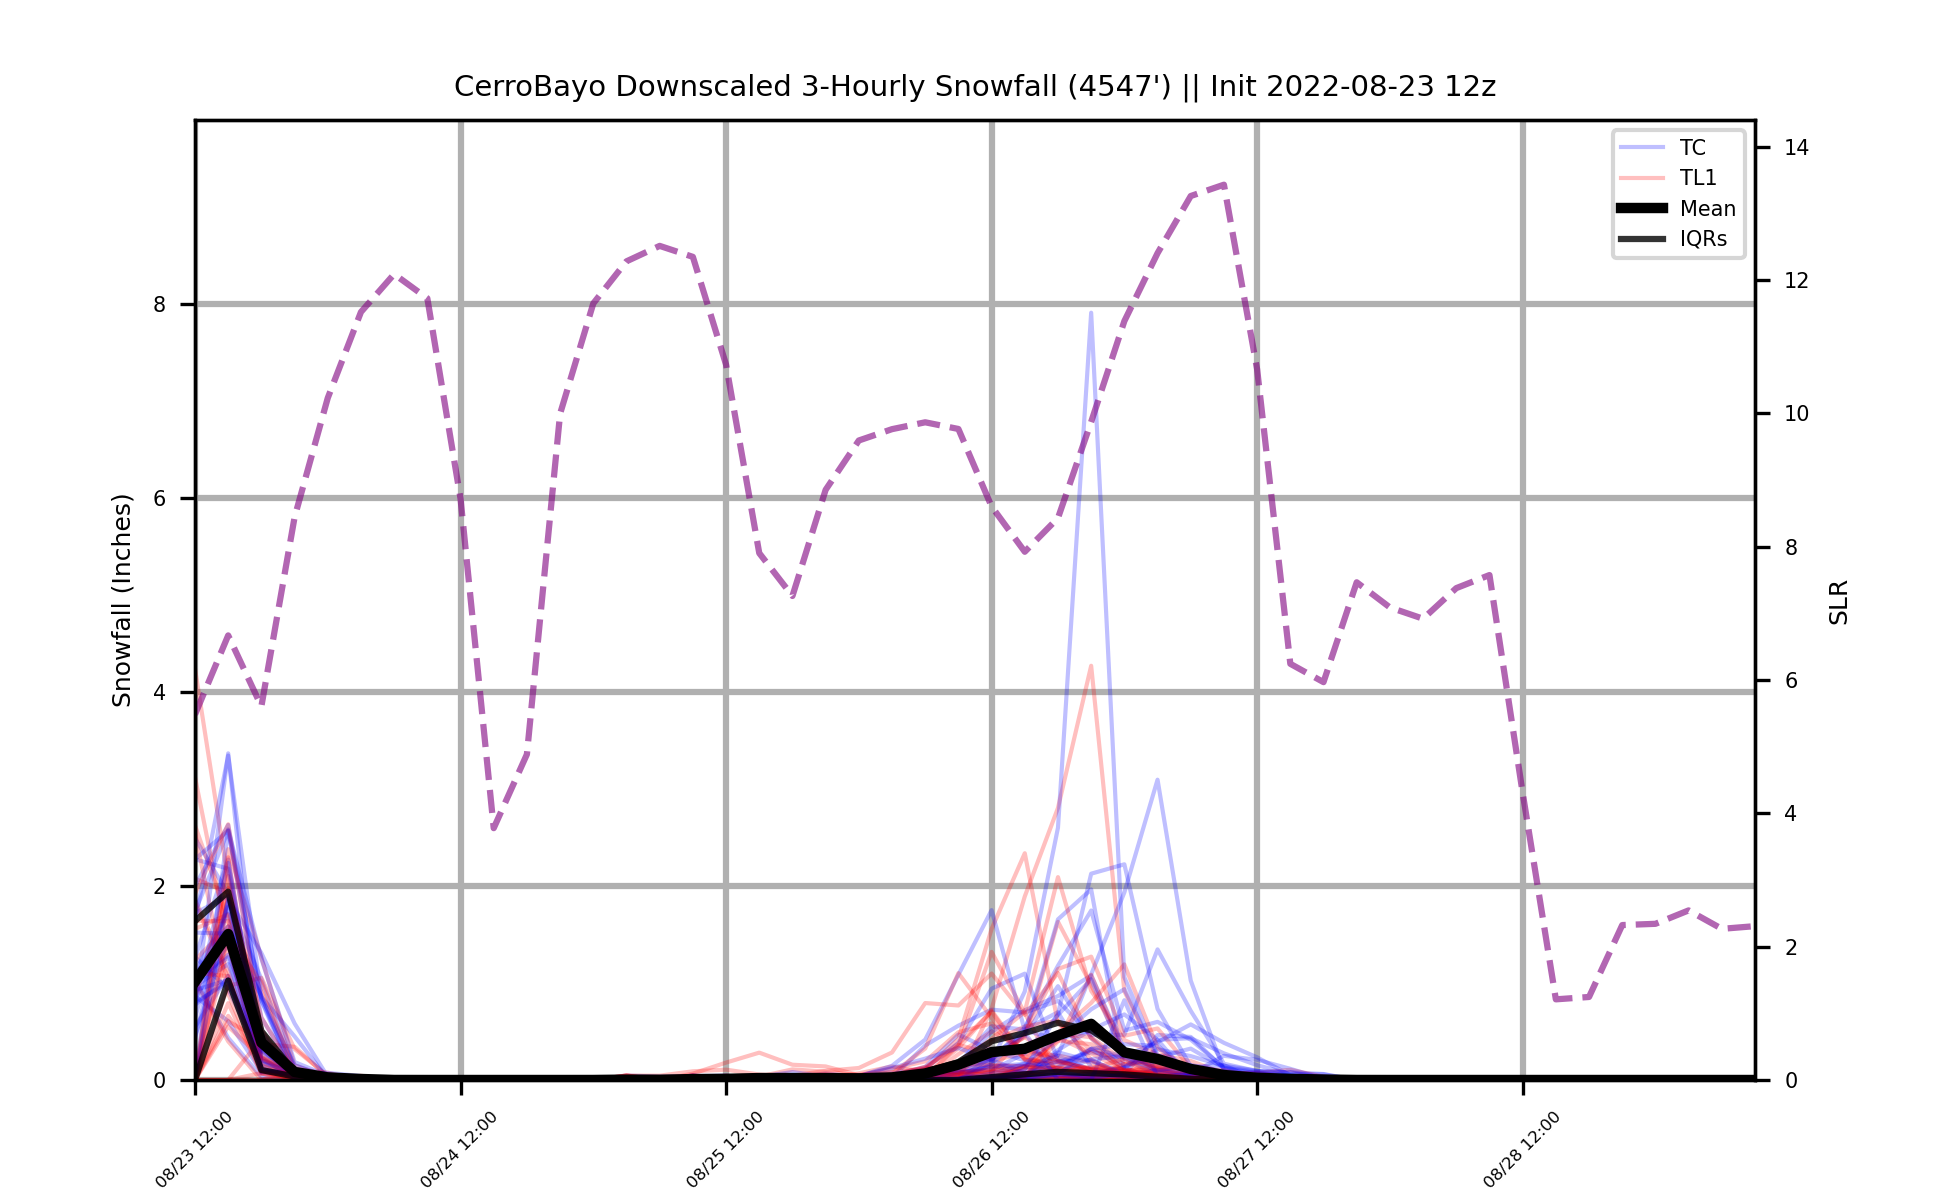 CerroBayo Downscaled 3-Hourly Snowfall (4547') || Init 2022-08-23 12z
TC
TL1
Mean
IQRs
Snowfall (Inches)
8
6
4
2
0
14
12
10
8
6
4
2
0
SLR
08/23 12:00
08/24 12:00
08/25 12:00
08/26 12:00
08/27 12:00
08/28 12:00